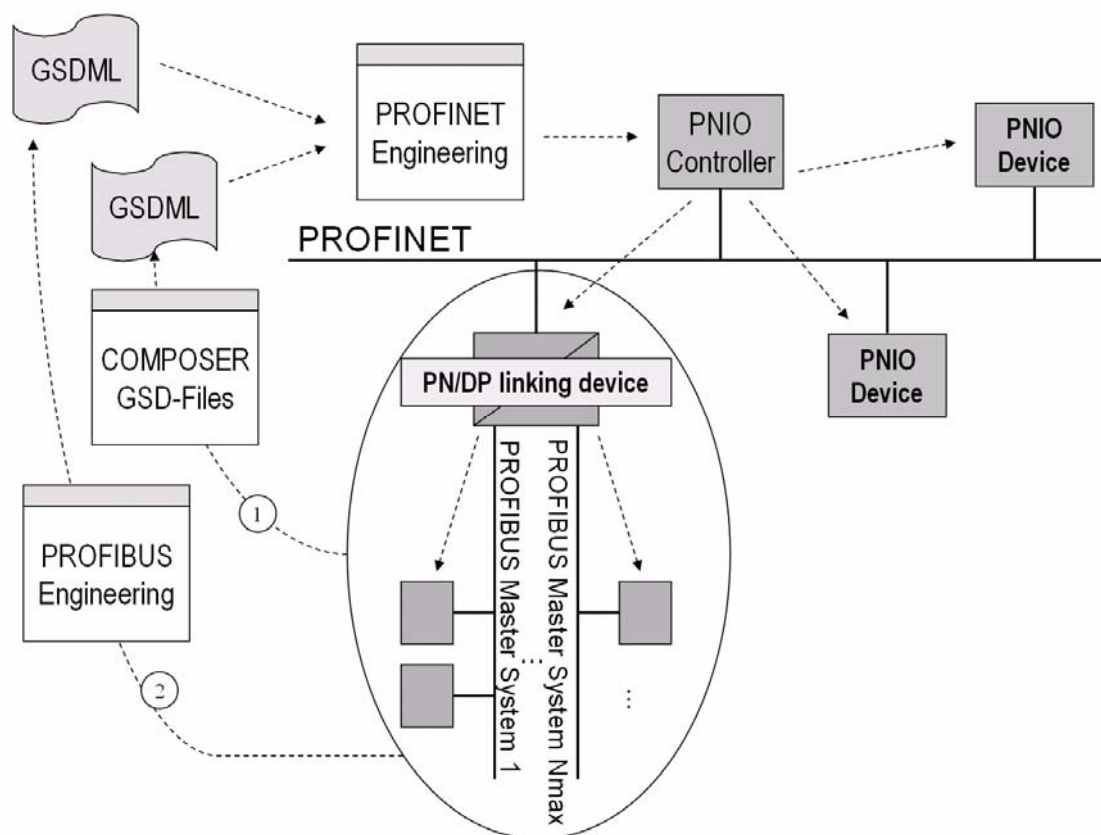 GSDML
PROFINET
Engineering
PNIO
Controller
PNIO
Device
GSDML
PROFINET
COMPOSER
GSD-Files
PN/DP linking device
PNIO
Device
1
PROFIBUS Master System 1
...
PROFIBUS Master System Nmax
...
PROFIBUS
Engineering
2